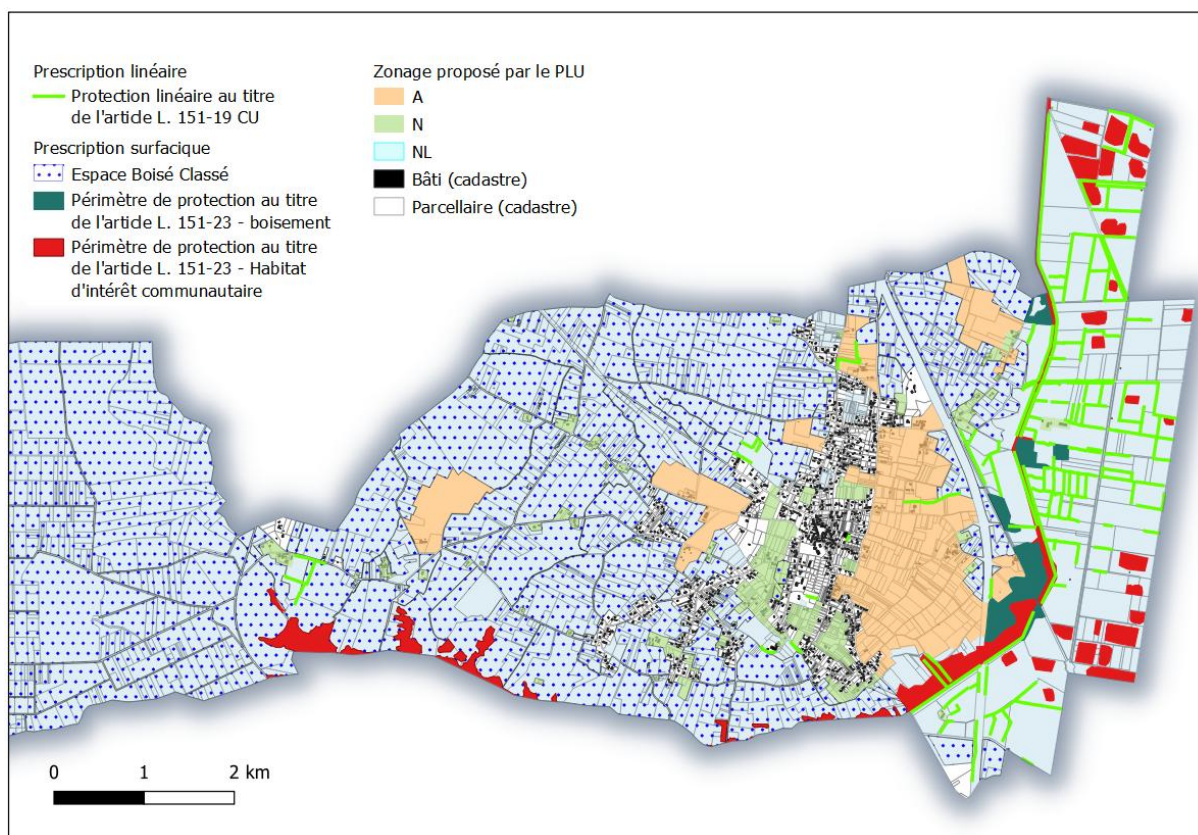 Prescription linéaire
Protection linéaire au titre
de l'article L. 151-19 CU
Prescription surfacique
Espace Boisé Classé
Périmètre de protection au titre
de l'article L. 151-23 - boisement
Périmètre de protection au titre
de l'article L. 151-23 - Habitat
d'intérêt communautaire
Zonage proposé par le PLU
A
N
NL
Bâti (cadastre)
Parcellaire (cadastre)
0 1 2 km